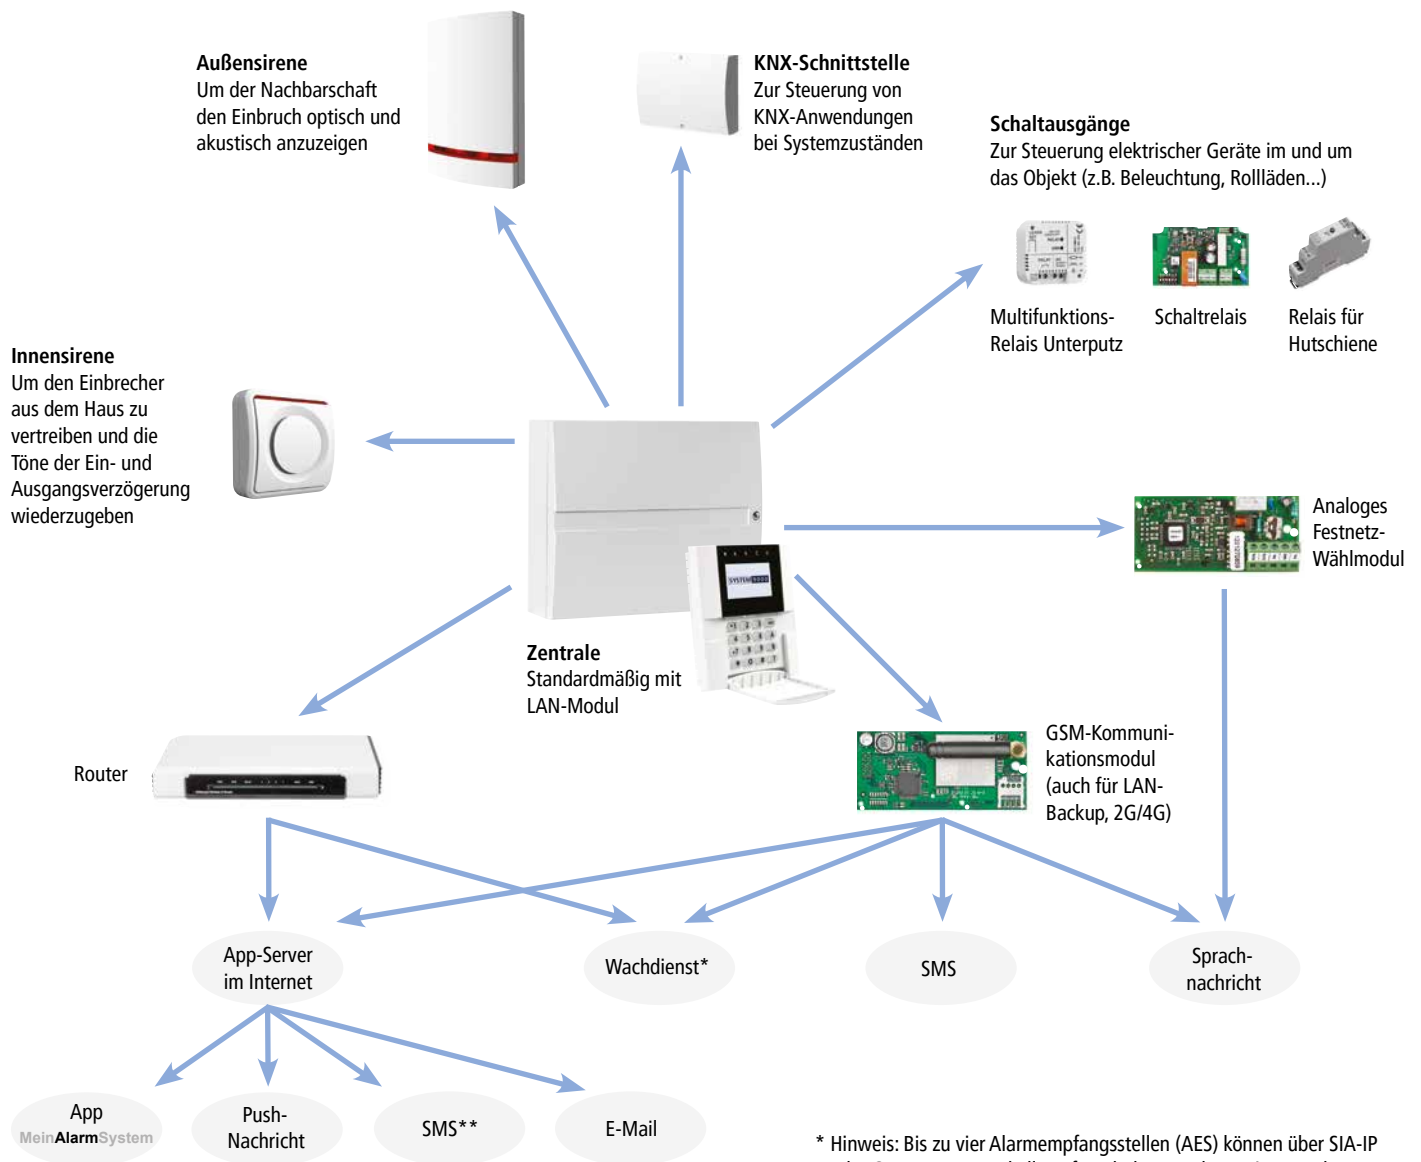 Außensirene
Um der Nachbarschaft
den Einbruch optisch und
akustisch anzuzeigen
KNX-Schnittstelle
Zur Steuerung von
KNX-Anwendungen
bei Systemzuständen
Schaltausgänge
Zur Steuerung elektrischer Geräte im und um
das Objekt (z.B. Beleuchtung, Rollläden...)
Multifunktions-
Relais Unterputz
Schaltrelais
Relais für
Hutschiene
Innensirene
Um den Einbrecher
aus dem Haus zu
vertreiben und die
Töne der Ein- und
Ausgangsverzögerung
wiederzugeben
Analoges
Festnetz-
Wählmodul
SYSTEM 9000
Zentrale
Standardmäßig mit
LAN-Modul
Router
GSM-Kommuni-
kationsmodul
(auch für LAN-
Backup, 2G/4G)
App-Server
im Internet
Wachdienst*
SMS
Sprach-
nachricht
App
MeinAlarmSystem
Push-
Nachricht
SMS**
E-Mail
* Hinweis: Bis zu vier Alarmempfangsstellen (AES) können über SIA-IP